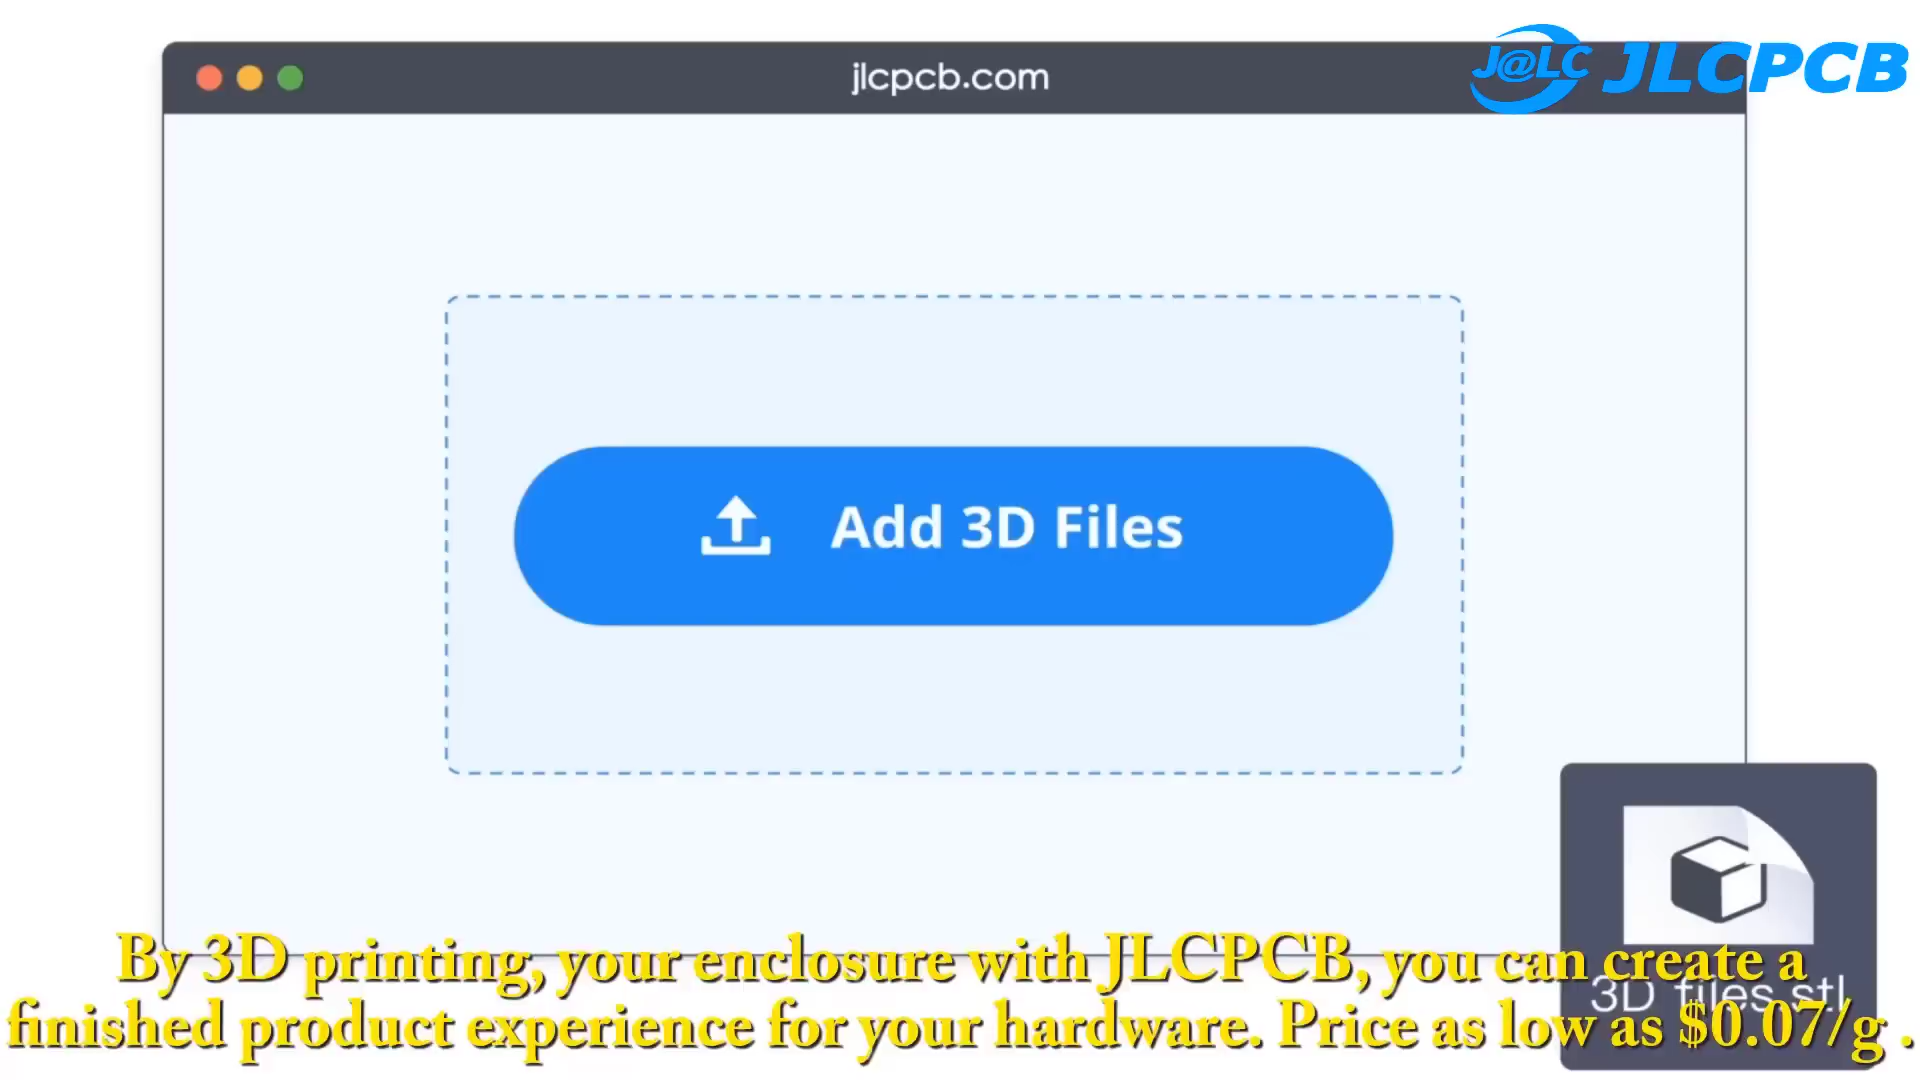 jlcpcb.com
J@LC JLCPCB
Add 3D Files
3D files.stl
By 3D printing, your enclosure with JLCPCB, you can create a
finished product experience for your hardware. Price as low as $0.07/g .